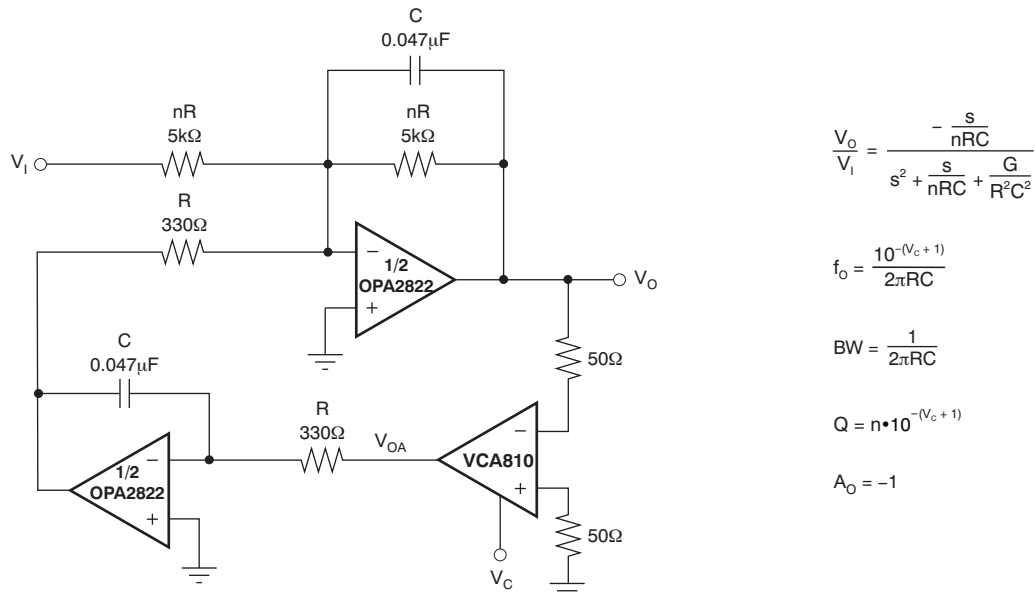 C
0.047μF
nR
5kΩ
nR
5kΩ
V_I
R
330Ω
−
1/2
OPA2822
+
V_O
50Ω
C
0.047μF
R
330Ω
V_OA
−
VCA810
+
−
1/2
OPA2822
+
50Ω
V_C
V_O/V_I = − (s/nRC) / (s² + s/nRC + G/R²C²)
f_O = 10^−(V_C + 1) / 2πRC
BW = 1 / 2πRC
Q = n•10^−(V_C + 1)
A_O = −1